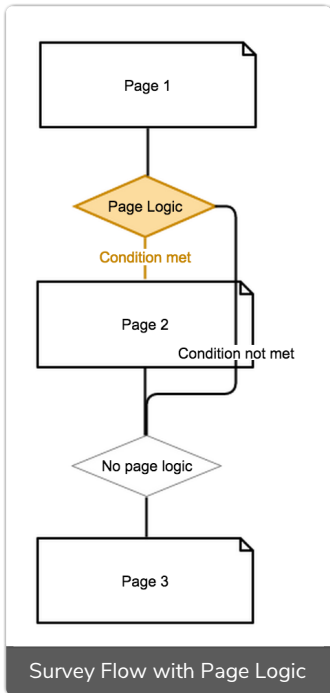 Page 1
Page Logic
Condition met
Page 2
Condition not met
No page logic
Page 3
Survey Flow with Page Logic